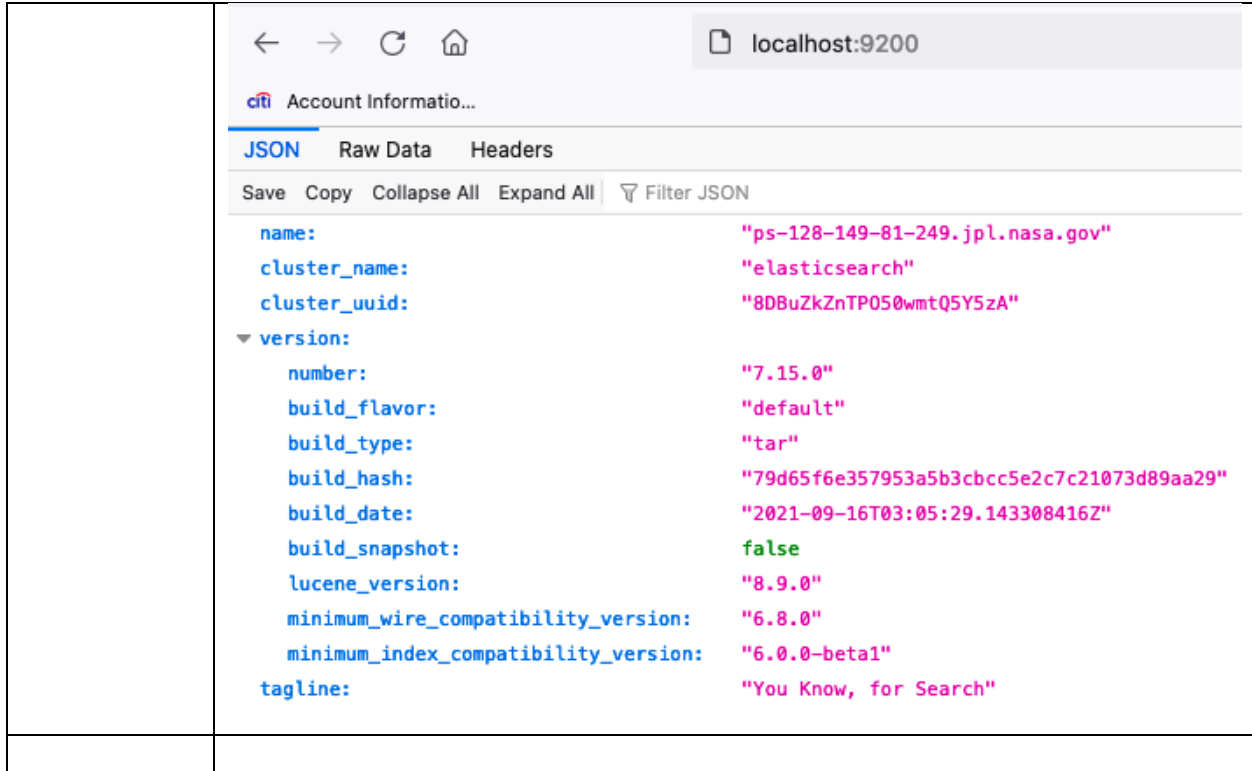 localhost:9200
citi Account Informatio...
JSON Raw Data Headers
Save Copy Collapse All Expand All Filter JSON
name: "ps-128-149-81-249.jpl.nasa.gov"
cluster_name: "elasticsearch"
cluster_uuid: "8DBuZkZnTPO50wmtQ5Y5zA"
version:
number: "7.15.0"
build_flavor: "default"
build_type: "tar"
build_hash: "79d65f6e357953a5b3cbcc5e2c7c21073d89aa29"
build_date: "2021-09-16T03:05:29.143308416Z"
build_snapshot: false
lucene_version: "8.9.0"
minimum_wire_compatibility_version: "6.8.0"
minimum_index_compatibility_version: "6.0.0-beta1"
tagline: "You Know, for Search"